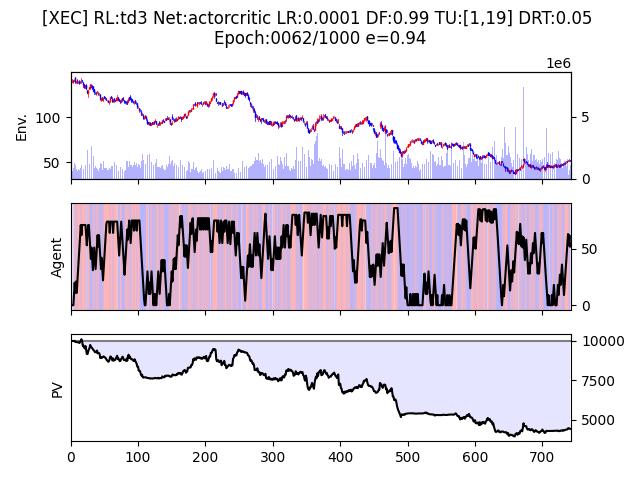 [XEC] RL:td3 Net:actorcritic LR:0.0001 DF:0.99 TU:[1,19] DRT:0.05
Epoch:0062/1000 e=0.94
1e6
Env.
100
50
5
0
Agent
50
0
PV
10000
7500
5000
0 100 200 300 400 500 600 700